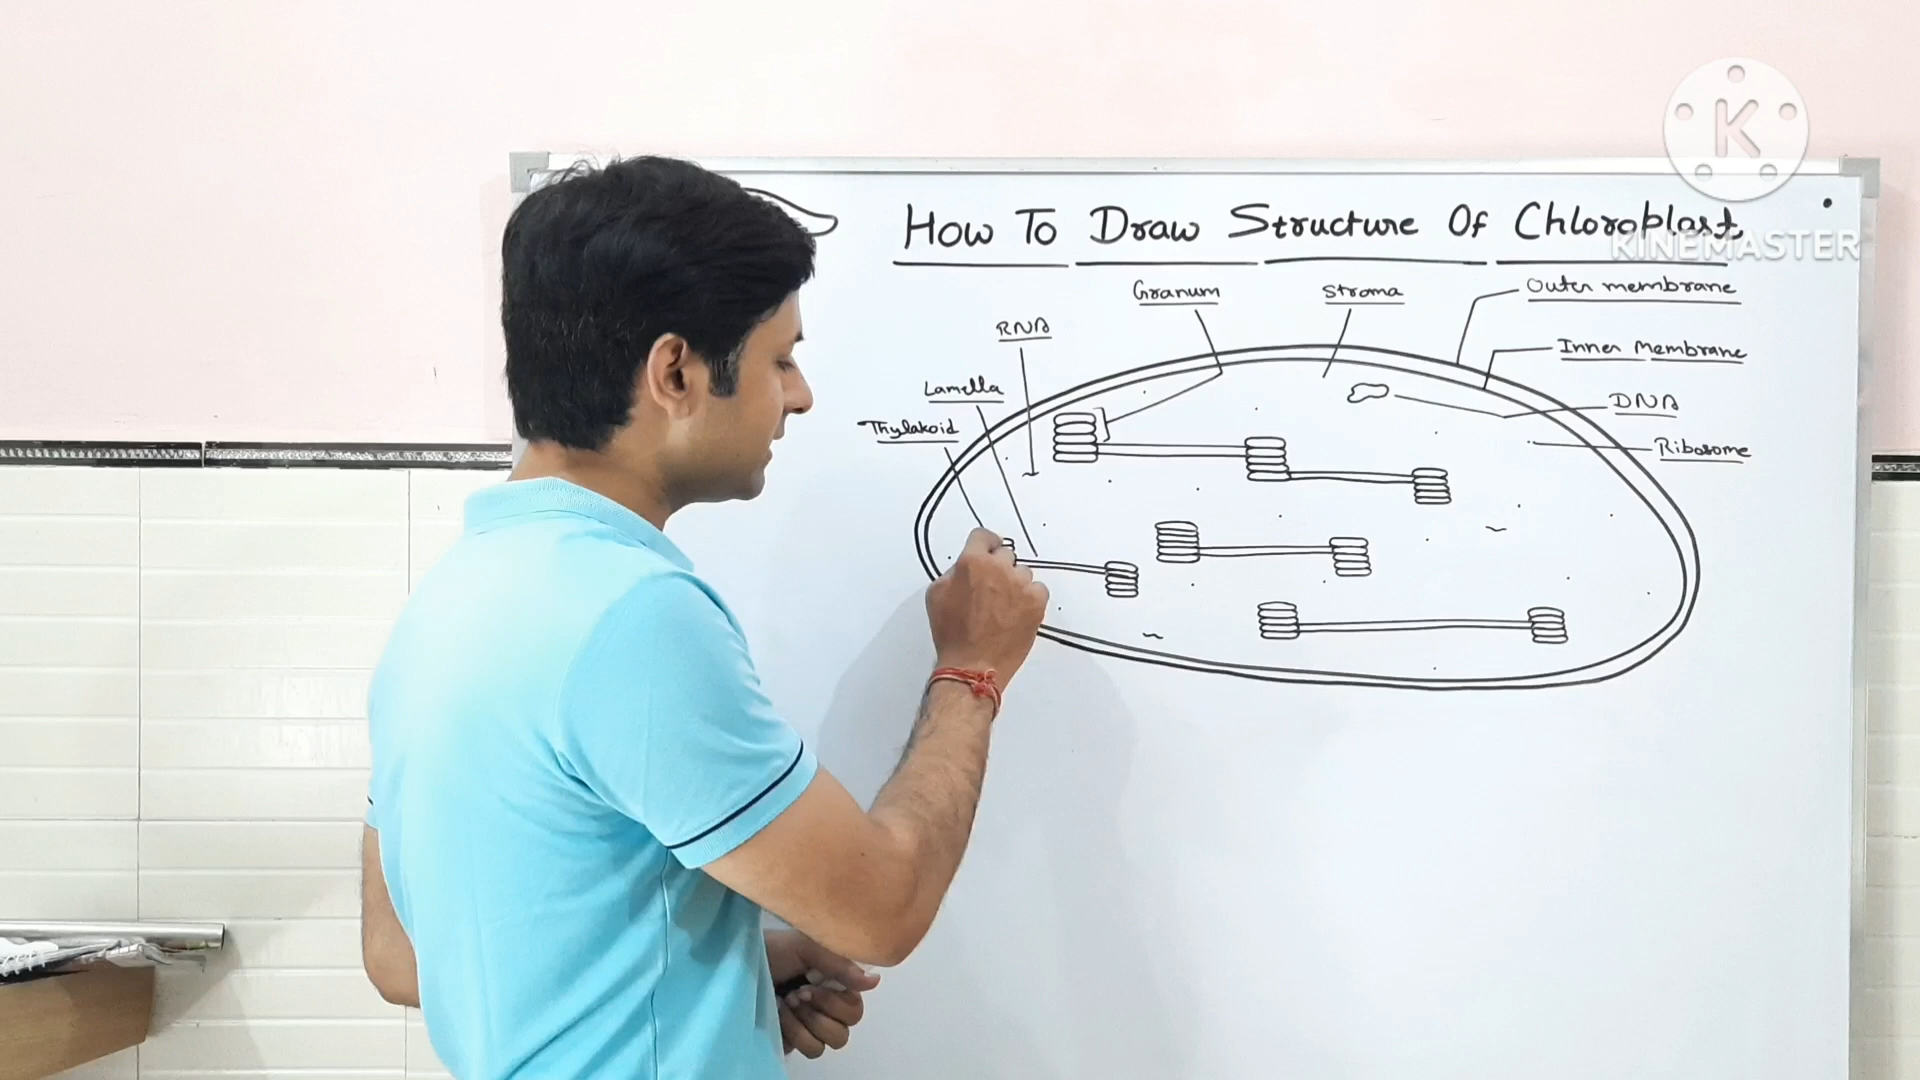 K
KINEMASTER
How To Draw Structure Of Chloroplast
Granum
Stroma
Outer membrane
RNA
Inner Membrane
Lamella
DNA
Thylakoid
Ribosome